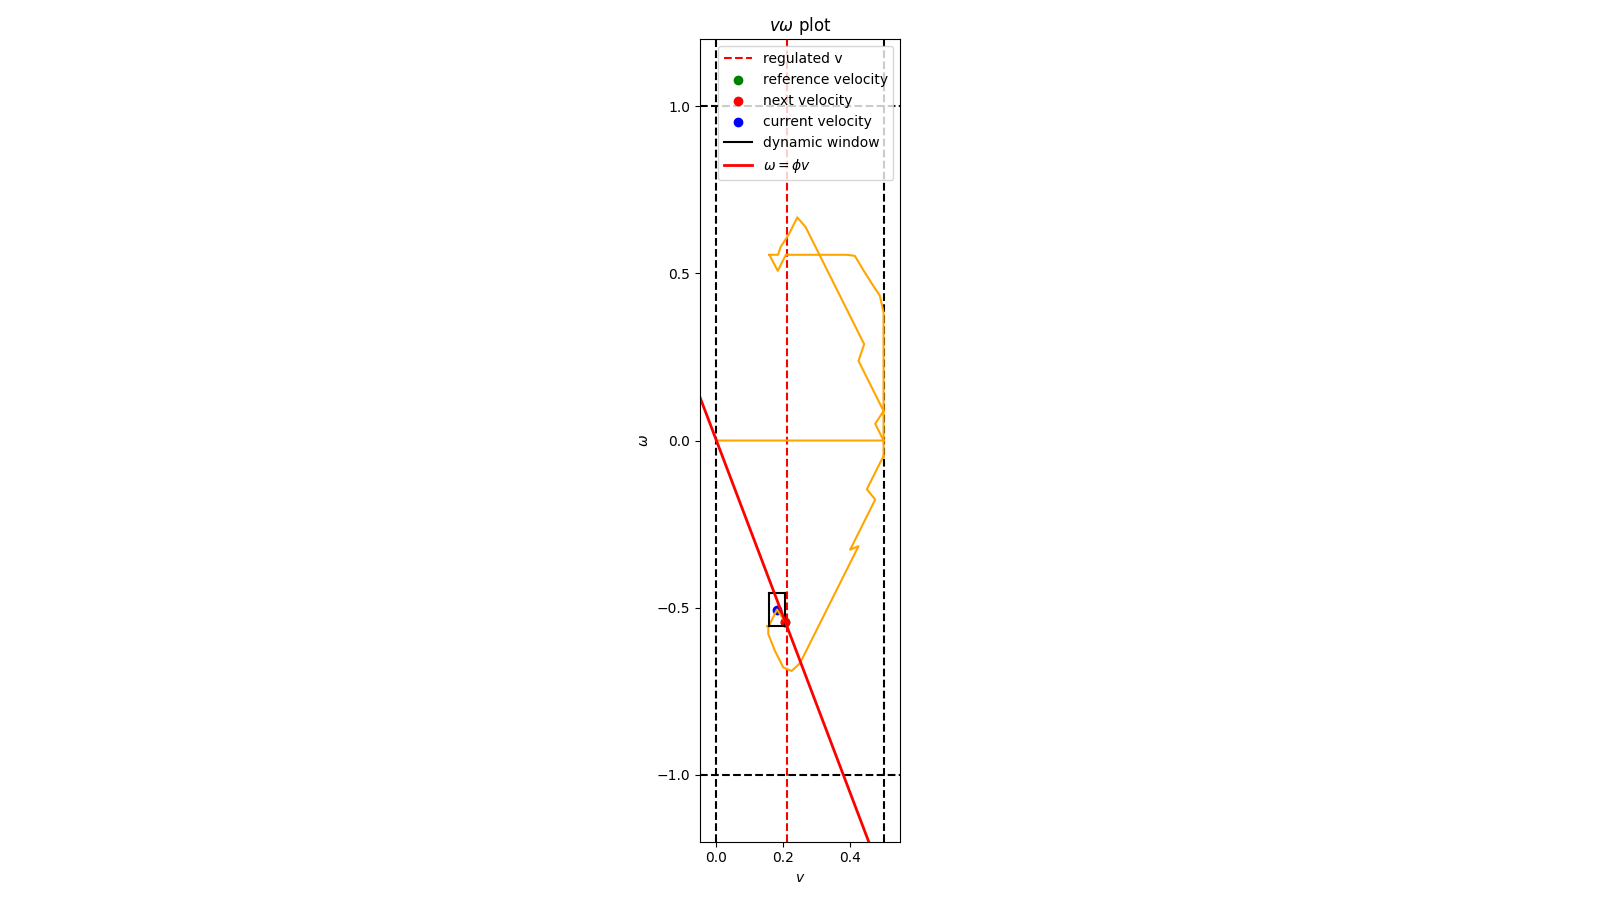 vω plot
regulated v
reference velocity
next velocity
current velocity
dynamic window
ω = ϕv
1.0
0.5
0.0
−0.5
−1.0
ω
0.0 0.2 0.4
v